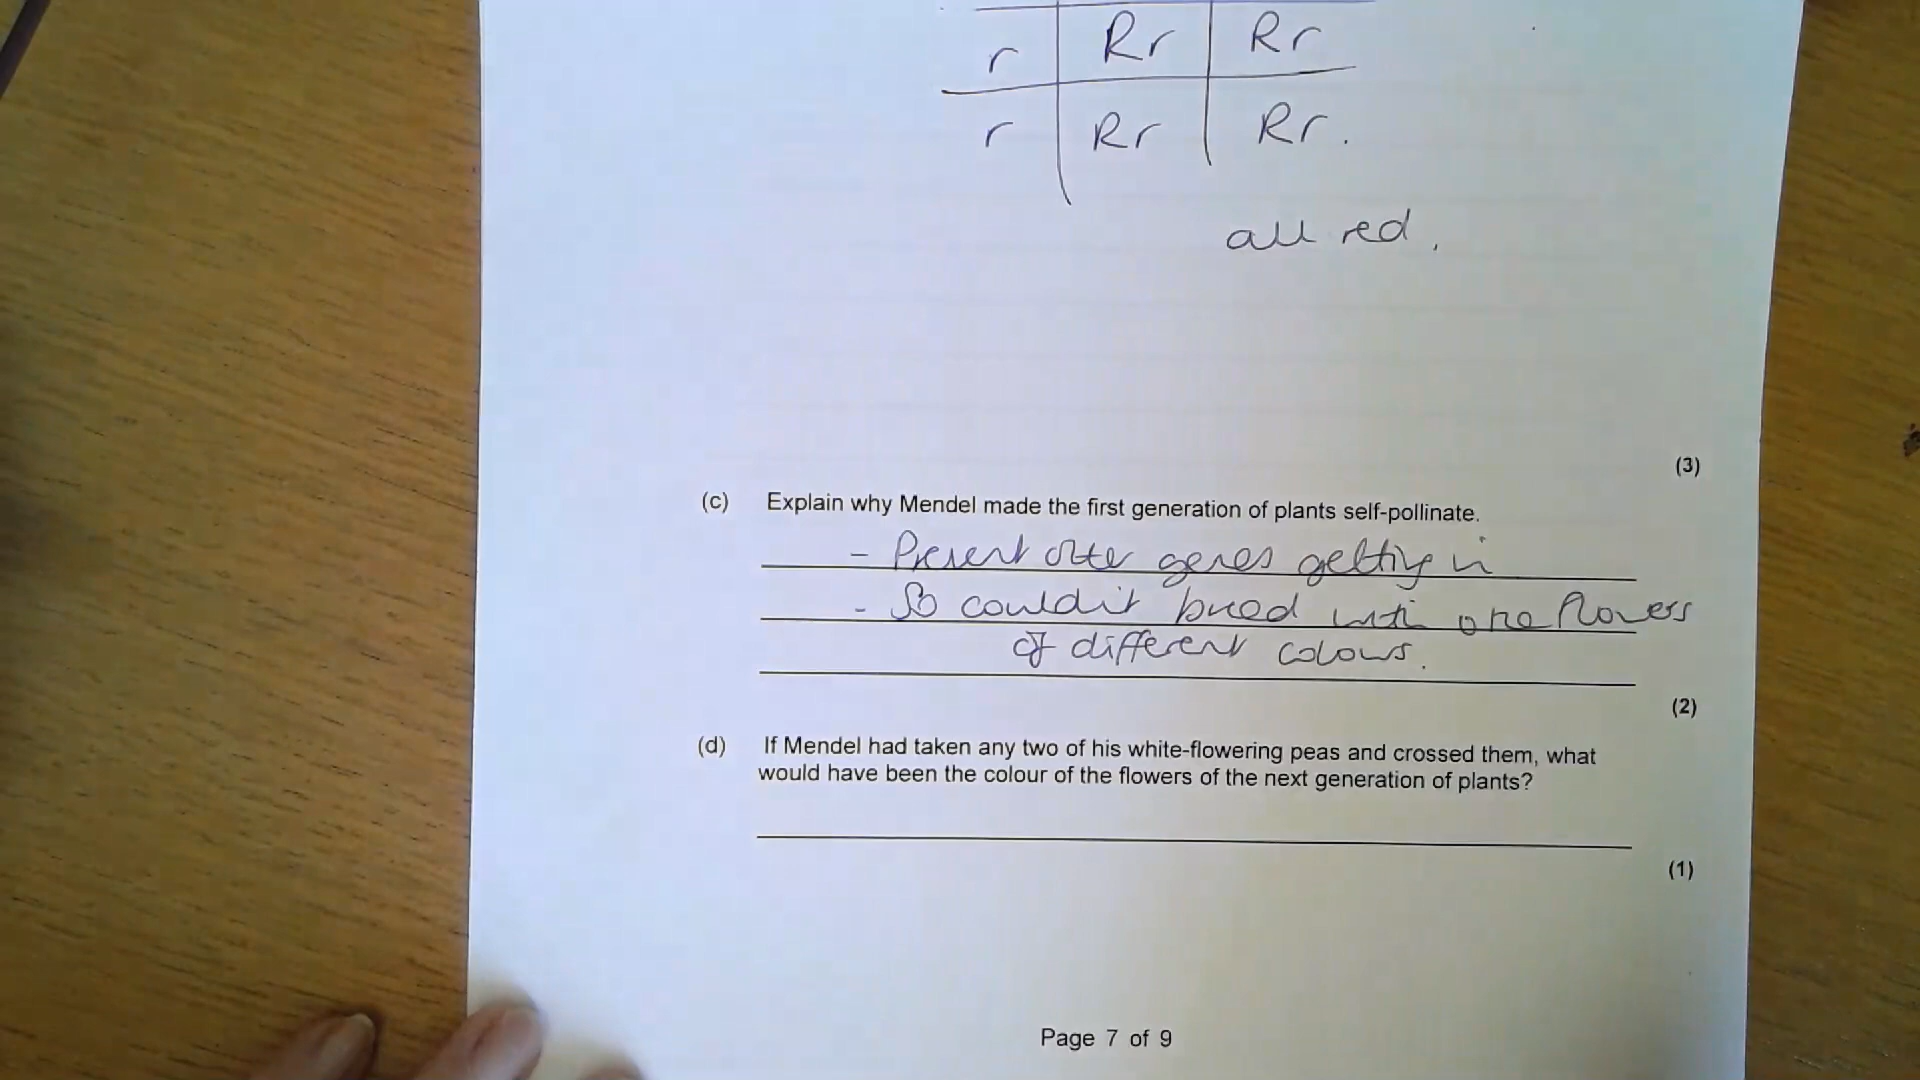 r Rr Rr
r Rr Rr.
all red.
(3)
(c) Explain why Mendel made the first generation of plants self-pollinate.
- Prevent other genes getting in
- So couldn't breed with one flowers
of different colours.
(2)
(d) If Mendel had taken any two of his white-flowering peas and crossed them, what
would have been the colour of the flowers of the next generation of plants?
(1)
Page 7 of 9